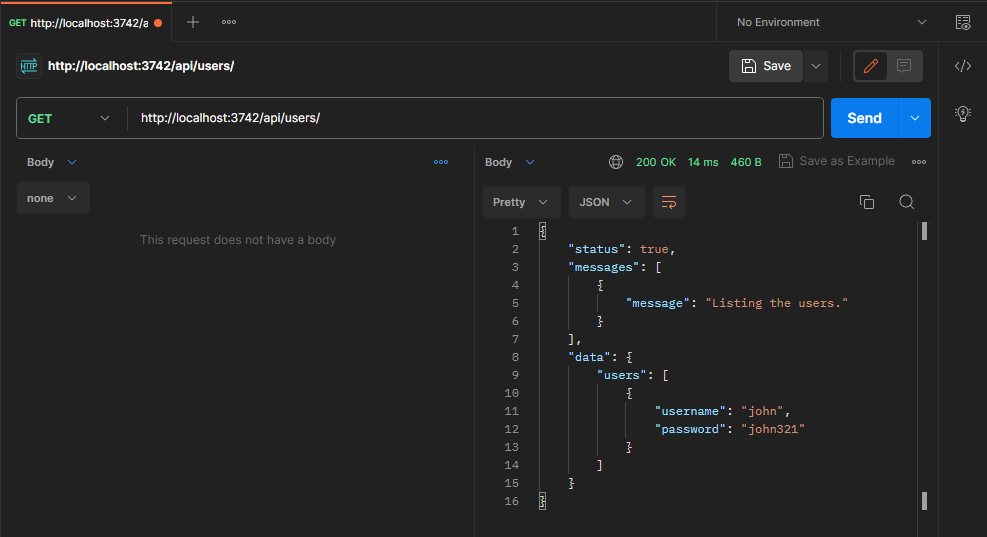 GET http://localhost:3742/a
No Environment
HTTP http://localhost:3742/api/users/
Save
GET http://localhost:3742/api/users/
Send
Body
none
This request does not have a body
Body 200 OK 14 ms 460 B Save as Example
Pretty JSON
1 {
2 "status": true,
3 "messages": [
4 {
5 "message": "Listing the users."
6 }
7 ],
8 "data": {
9 "users": [
10 {
11 "username": "john",
12 "password": "john321"
13 }
14 ]
15 }
16 }